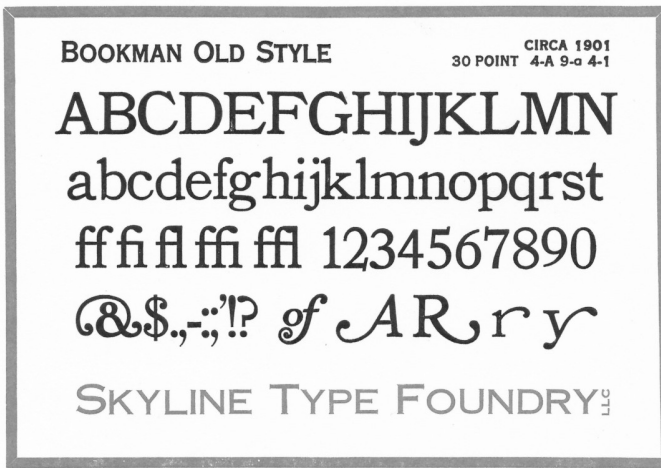 BOOKMAN OLD STYLE
CIRCA 1901
30 POINT 4-A 9-a 4-1
ABCDEFGHIJKLMN
abcdefghijklmnopqrst
ff fi fl ffi ffl 1234567890
&$.,-:;'!? of A R r y
SKYLINE TYPE FOUNDRY LLC